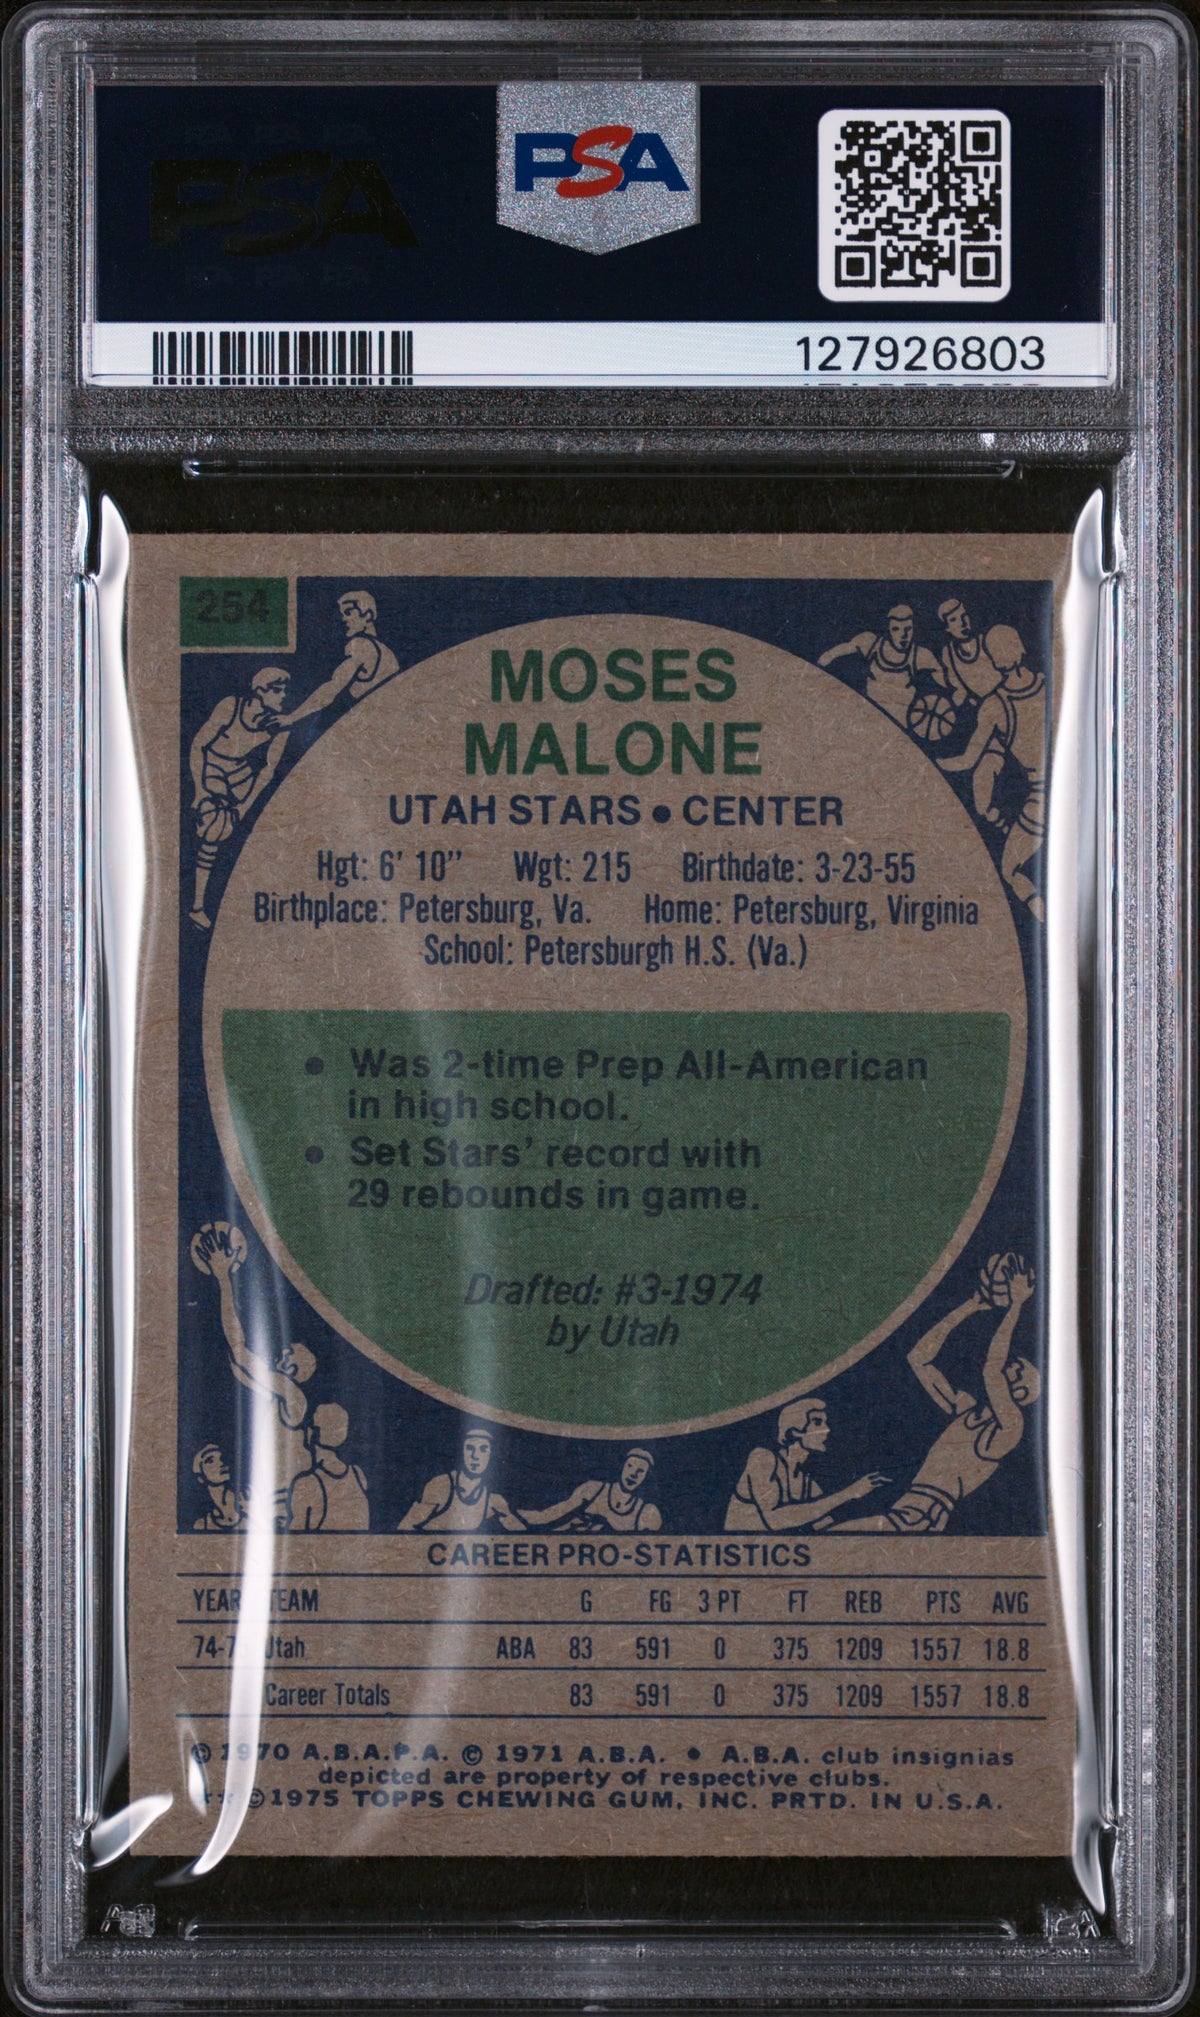 PSA
PSA
127926803
254
MOSES
MALONE
UTAH STARS • CENTER
Hgt: 6' 10" Wgt: 215 Birthdate: 3-23-55
Birthplace: Petersburg, Va. Home: Petersburg, Virginia
School: Petersburgh H.S. (Va.)
• Was 2-time Prep All-American
in high school.
• Set Stars' record with
29 rebounds in game.
Drafted: #3-1974
by Utah
CAREER PRO-STATISTICS
YEAR TEAM G FG 3 PT FT REB PTS AVG
74-7 Utah ABA 83 591 0 375 1209 1557 18.8
Career Totals 83 591 0 375 1209 1557 18.8
© 1970 A.B.A.P.A. © 1971 A.B.A. • A.B.A. club insignias
depicted are property of respective clubs.
** © 1975 TOPPS CHEWING GUM, INC. PRTD. IN U.S.A.